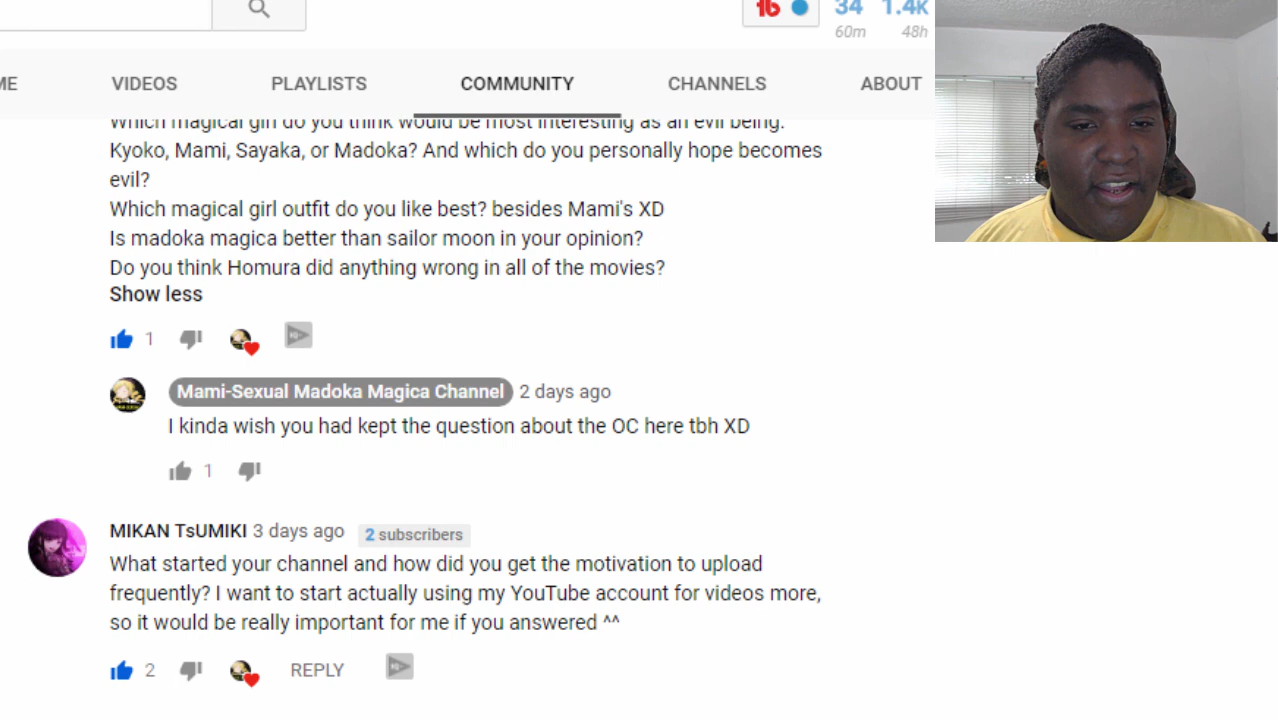 34 1.4K
60m 48h
ME VIDEOS PLAYLISTS COMMUNITY CHANNELS ABOUT
Which magical girl do you think would be most interesting as an evil being:
Kyoko, Mami, Sayaka, or Madoka? And which do you personally hope becomes
evil?
Which magical girl outfit do you like best? besides Mami's XD
Is madoka magica better than sailor moon in your opinion?
Do you think Homura did anything wrong in all of the movies?
Show less
1
Mami-Sexual Madoka Magica Channel 2 days ago
I kinda wish you had kept the question about the OC here tbh XD
1
MIKAN TsUMIKI 3 days ago 2 subscribers
What started your channel and how did you get the motivation to upload
frequently? I want to start actually using my YouTube account for videos more,
so it would be really important for me if you answered ^^
2 REPLY